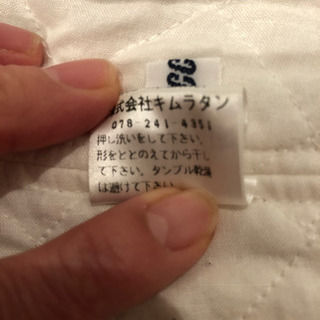 株式会社キムラタン
078-241-4351
押し洗いをして下さい。
形をととのえてから干し
て下さい。タンブル乾燥
は避けて下さい。